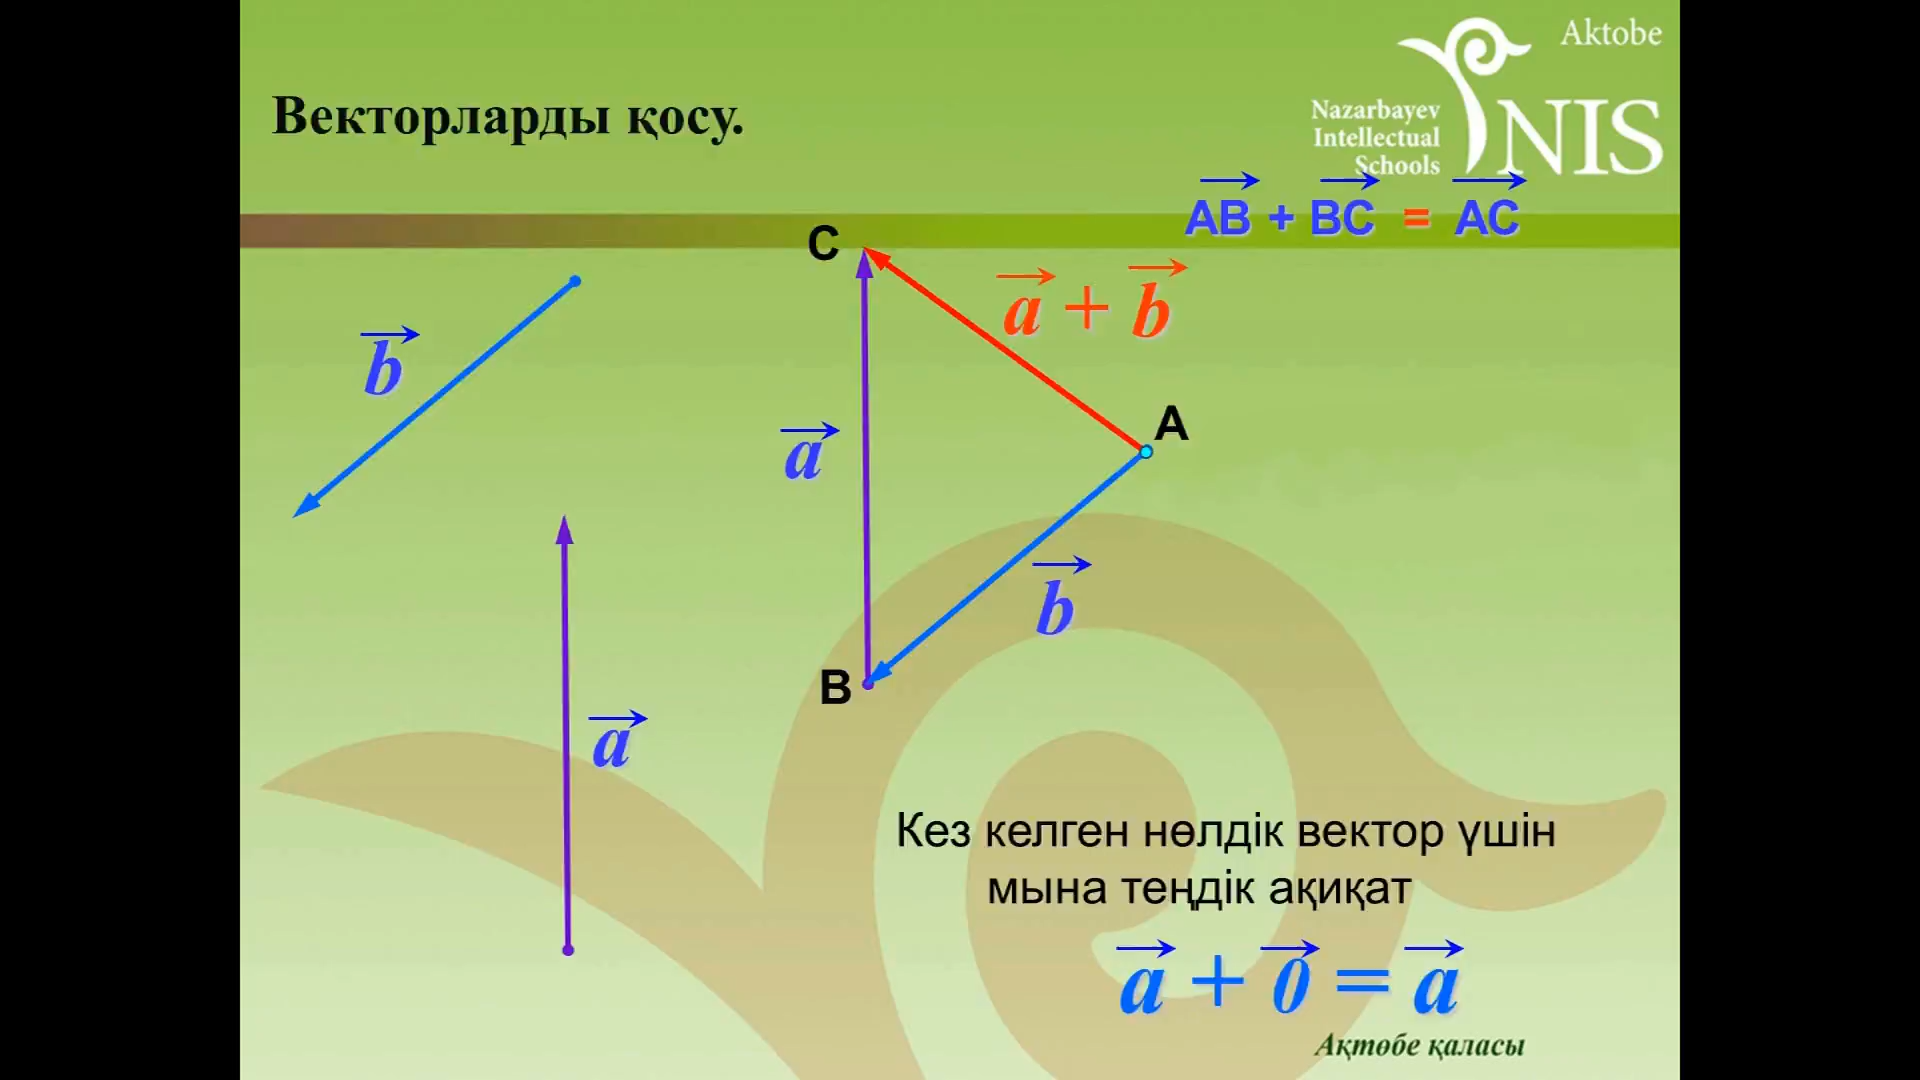 Aktobe
Векторларды қосу.
Nazarbayev
Intellectual
Schools
NIS
AB + BC = AC
C
a + b
b
a
A
b
B
a
Кез келген нөлдік вектор үшін
мына теңдік ақиқат
a + 0 = a
Ақтөбе қаласы